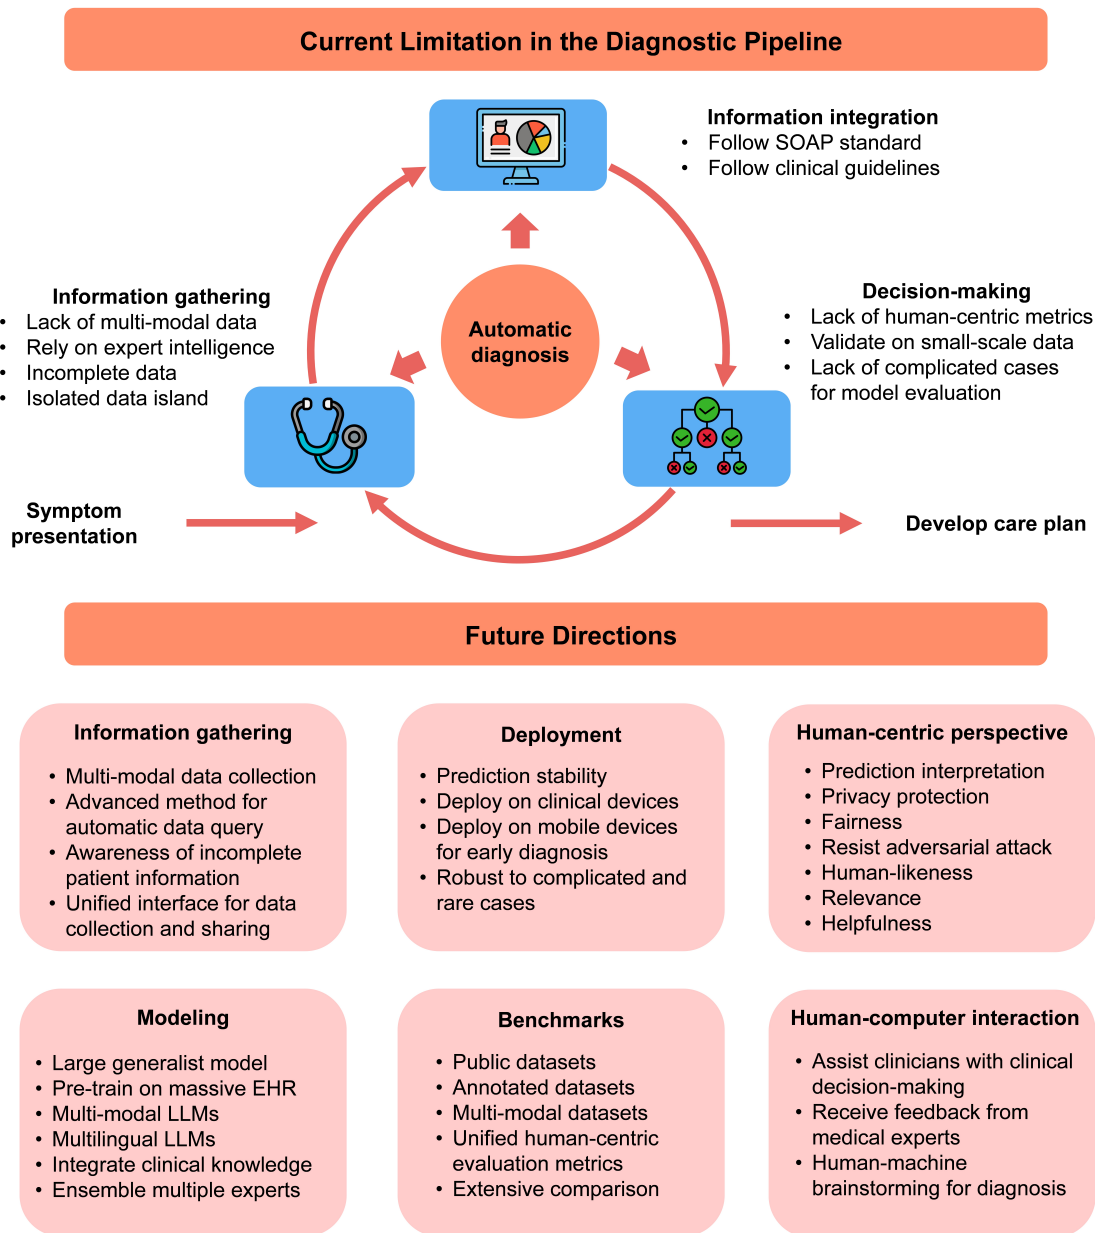 Current Limitation in the Diagnostic Pipeline
Information integration
• Follow SOAP standard
• Follow clinical guidelines
Information gathering
• Lack of multi-modal data
• Rely on expert intelligence
• Incomplete data
• Isolated data island
Automatic
diagnosis
Decision-making
• Lack of human-centric metrics
• Validate on small-scale data
• Lack of complicated cases
for model evaluation
Symptom
presentation
Develop care plan
Future Directions
Information gathering
• Multi-modal data collection
• Advanced method for
automatic data query
• Awareness of incomplete
patient information
• Unified interface for data
collection and sharing
Deployment
• Prediction stability
• Deploy on clinical devices
• Deploy on mobile devices
for early diagnosis
• Robust to complicated and
rare cases
Human-centric perspective
• Prediction interpretation
• Privacy protection
• Fairness
• Resist adversarial attack
• Human-likeness
• Relevance
• Helpfulness
Modeling
• Large generalist model
• Pre-train on massive EHR
• Multi-modal LLMs
• Multilingual LLMs
• Integrate clinical knowledge
• Ensemble multiple experts
Benchmarks
• Public datasets
• Annotated datasets
• Multi-modal datasets
• Unified human-centric
evaluation metrics
• Extensive comparison
Human-computer interaction
• Assist clinicians with clinical
decision-making
• Receive feedback from
medical experts
• Human-machine
brainstorming for diagnosis